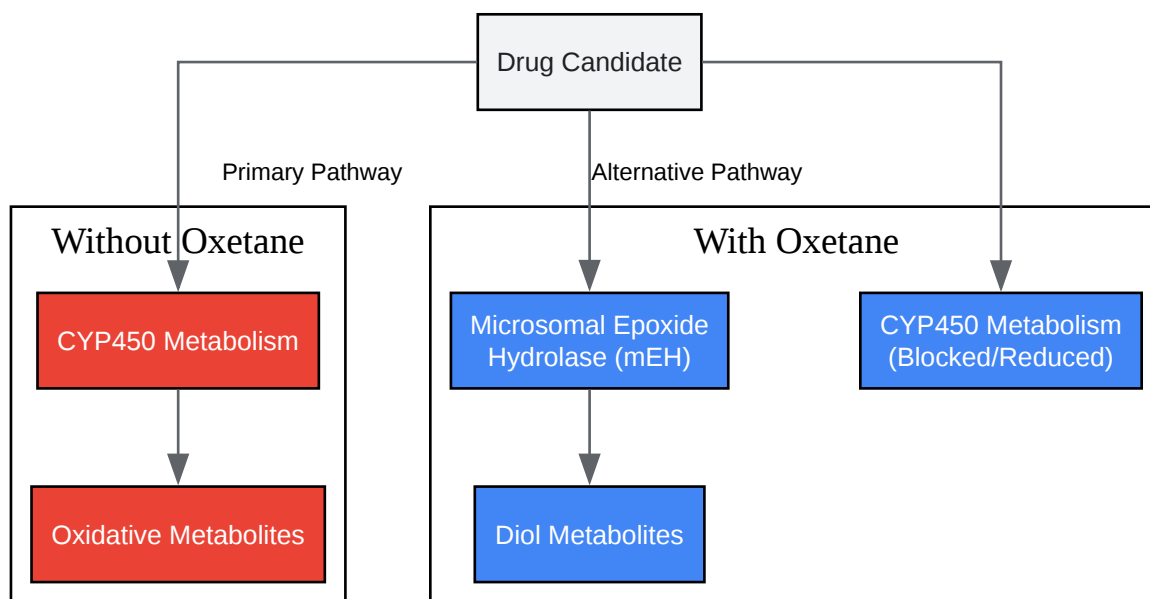 Drug Candidate
Primary Pathway
Alternative Pathway
Without Oxetane
With Oxetane
CYP450 Metabolism
Microsomal Epoxide
Hydrolase (mEH)
CYP450 Metabolism
(Blocked/Reduced)
Oxidative Metabolites
Diol Metabolites